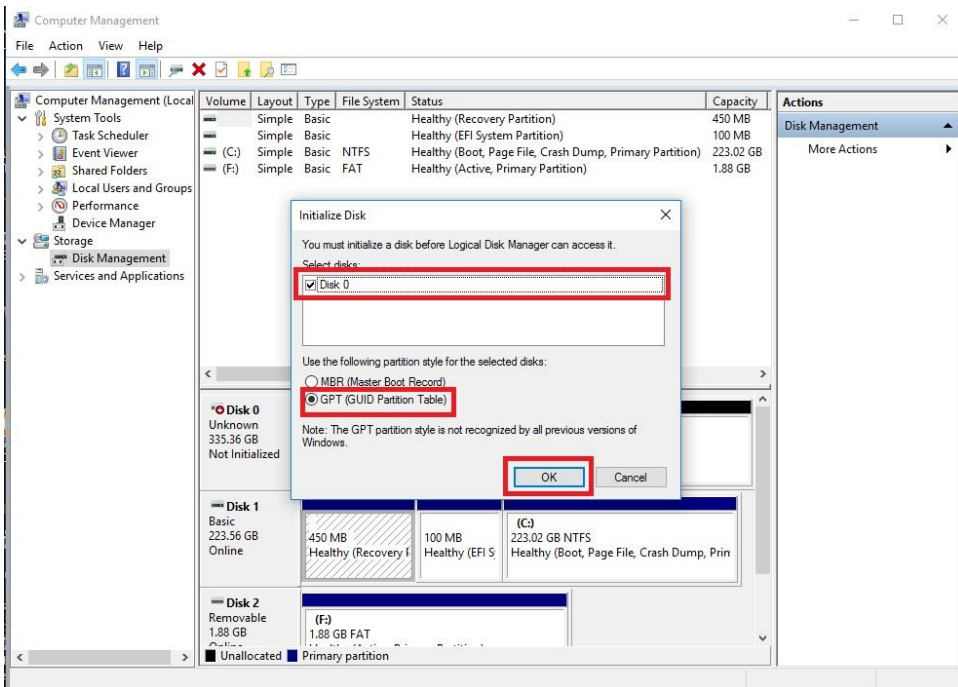 Computer Management
File Action View Help
Computer Management (Local
System Tools
Task Scheduler
Event Viewer
Shared Folders
Local Users and Groups
Performance
Device Manager
Storage
Disk Management
Services and Applications
Volume Layout Type File System Status Capacity
Simple Basic Healthy (Recovery Partition) 450 MB
Simple Basic Healthy (EFI System Partition) 100 MB
(C:) Simple Basic NTFS Healthy (Boot, Page File, Crash Dump, Primary Partition) 223.02 GB
(F:) Simple Basic FAT Healthy (Active, Primary Partition) 1.88 GB
Actions
Disk Management
More Actions
Initialize Disk
You must initialize a disk before Logical Disk Manager can access it.
Select disks:
Disk 0
Use the following partition style for the selected disks:
MBR (Master Boot Record)
GPT (GUID Partition Table)
Note: The GPT partition style is not recognized by all previous versions of
Windows.
OK Cancel
Disk 0
Unknown
335.36 GB
Not Initialized
Disk 1
Basic
223.56 GB
Online
450 MB
Healthy (Recovery
100 MB
Healthy (EFI S
(C:)
223.02 GB NTFS
Healthy (Boot, Page File, Crash Dump, Prin
Disk 2
Removable
1.88 GB
(F:)
1.88 GB FAT
Unallocated Primary partition